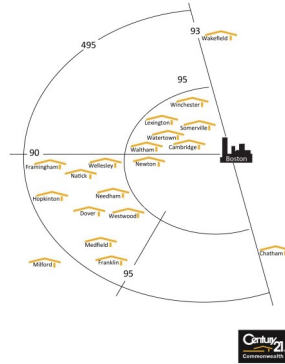 93
Wakefield
495
95
Winchester
Lexington
Somerville
Watertown
Waltham
Cambridge
Boston
90
Framingham
Wellesley
Newton
Natick
Hopkinton
Needham
Dover
Westwood
Medfield
Chatham
Milford
Franklin
95
Century 21
Commonwealth